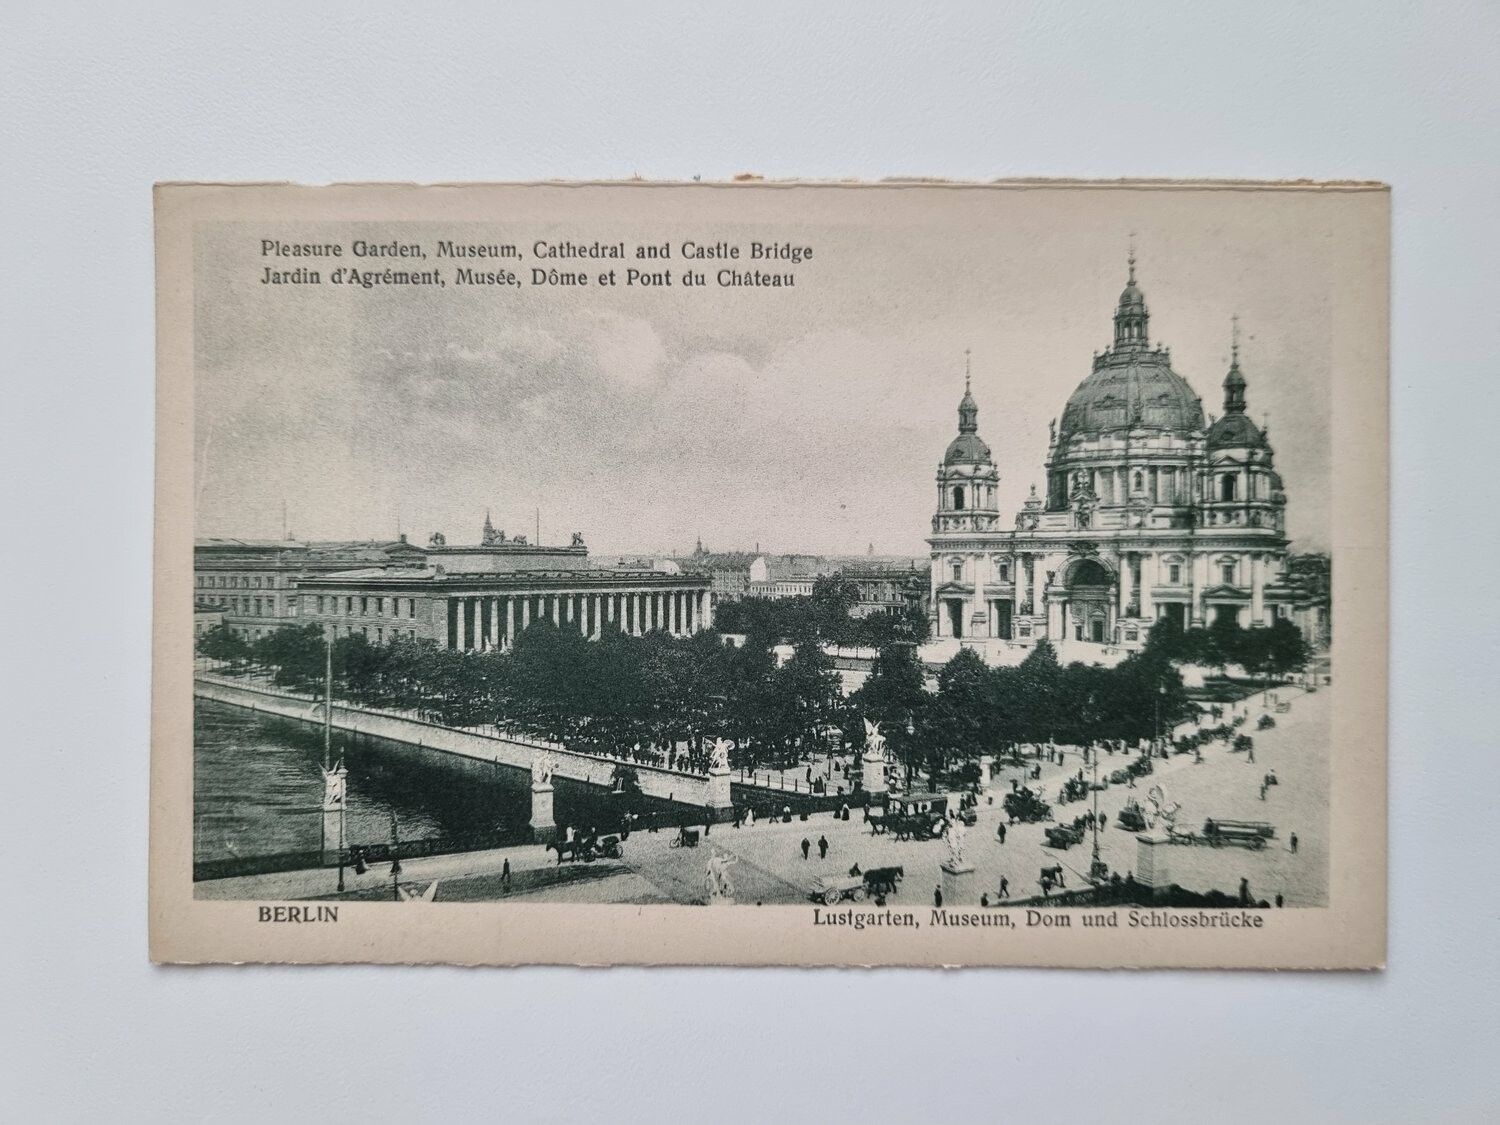 Pleasure Garden, Museum, Cathedral and Castle Bridge
Jardin d'Agrément, Musée, Dôme et Pont du Château
BERLIN
Lustgarten, Museum, Dom und Schlossbrücke